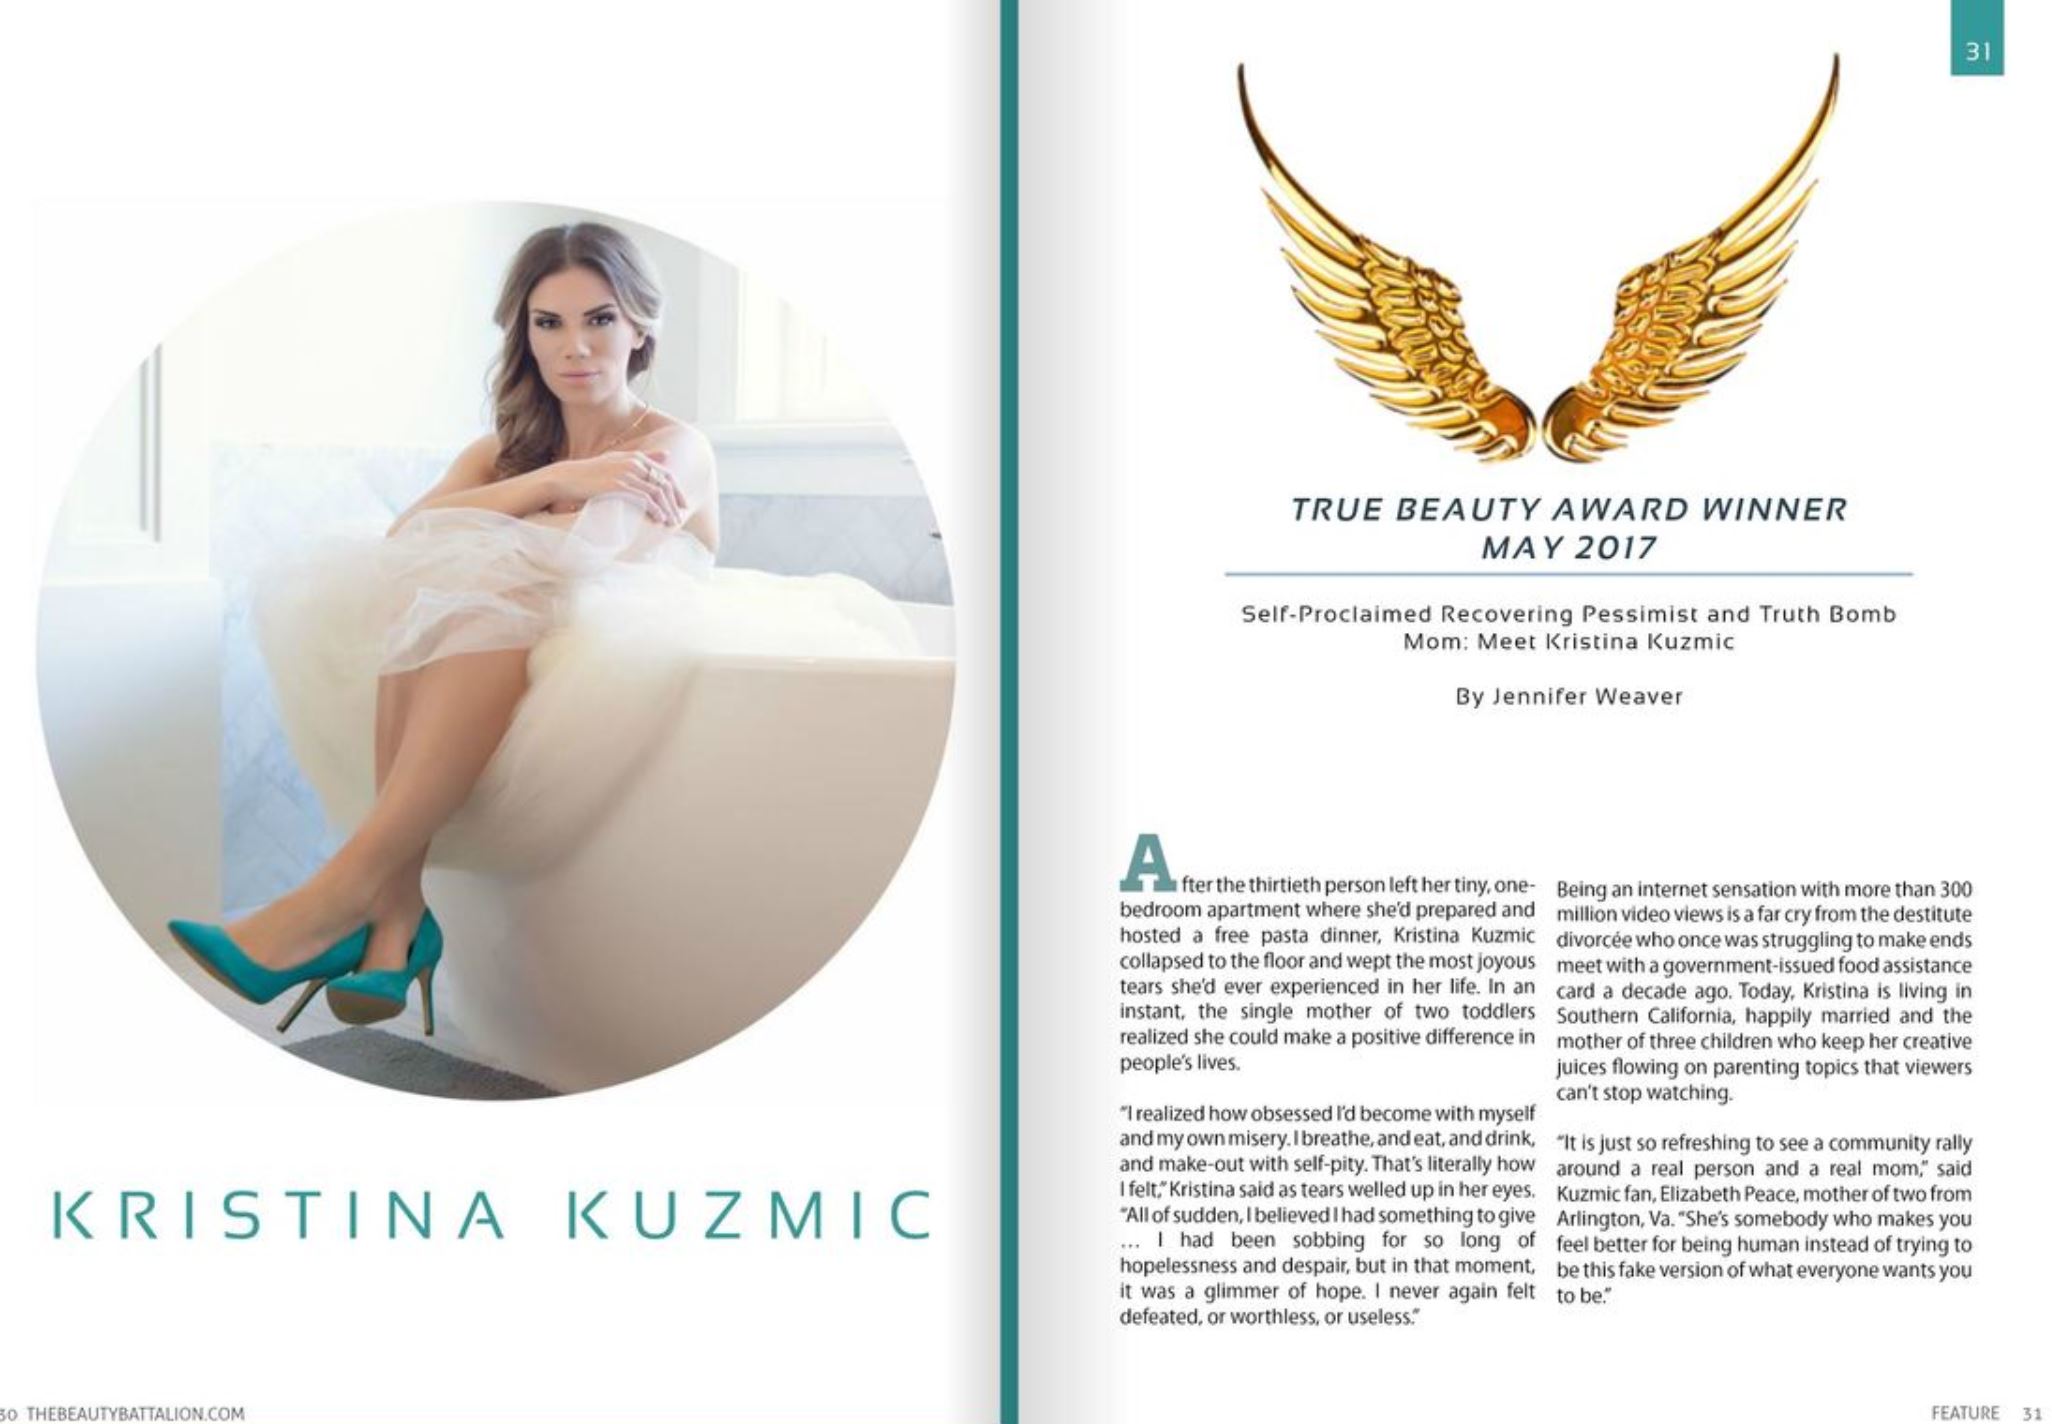 KRISTINA KUZMIC
30 THEBEAUTYBATTALION.COM
31
TRUE BEAUTY AWARD WINNER
MAY 2017
Self-Proclaimed Recovering Pessimist and Truth Bomb
Mom: Meet Kristina Kuzmic
By Jennifer Weaver
After the thirtieth person left her tiny, one-
bedroom apartment where she'd prepared and
hosted a free pasta dinner, Kristina Kuzmic
collapsed to the floor and wept the most joyous
tears she'd ever experienced in her life. In an
instant, the single mother of two toddlers
realized she could make a positive difference in
people's lives.
"I realized how obsessed I'd become with myself
and my own misery. I breathe, and eat, and drink,
and make-out with self-pity. That's literally how
I felt," Kristina said as tears welled up in her eyes.
"All of sudden, I believed I had something to give
... I had been sobbing for so long of
hopelessness and despair, but in that moment,
it was a glimmer of hope. I never again felt
defeated, or worthless, or useless."
Being an internet sensation with more than 300
million video views is a far cry from the destitute
divorcée who once was struggling to make ends
meet with a government-issued food assistance
card a decade ago. Today, Kristina is living in
Southern California, happily married and the
mother of three children who keep her creative
juices flowing on parenting topics that viewers
can't stop watching.
"It is just so refreshing to see a community rally
around a real person and a real mom," said
Kuzmic fan, Elizabeth Peace, mother of two from
Arlington, Va. "She's somebody who makes you
feel better for being human instead of trying to
be this fake version of what everyone wants you
to be."
FEATURE 31